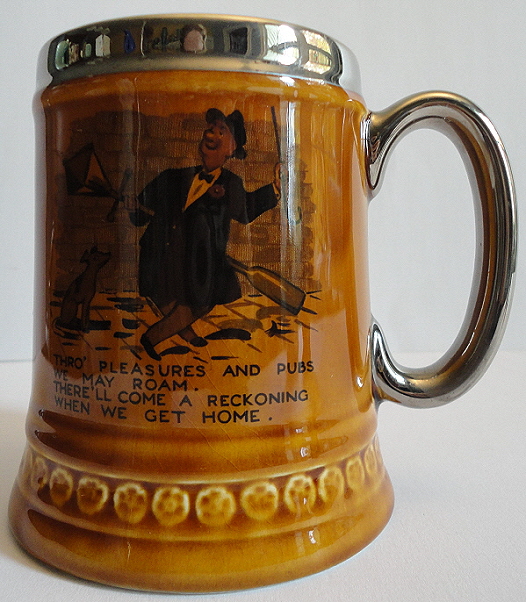 THRO' PLEASURES AND PUBS
WE MAY ROAM.
THERE'LL COME A RECKONING
WHEN WE GET HOME.